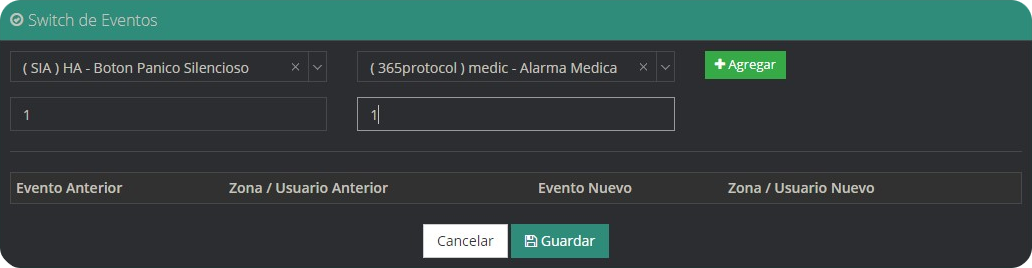 Switch de Eventos
( SIA ) HA - Boton Panico Silencioso × ( 365protocol ) medic - Alarma Medica × Agregar
1 1
Evento Anterior Zona / Usuario Anterior Evento Nuevo Zona / Usuario Nuevo
Cancelar Guardar